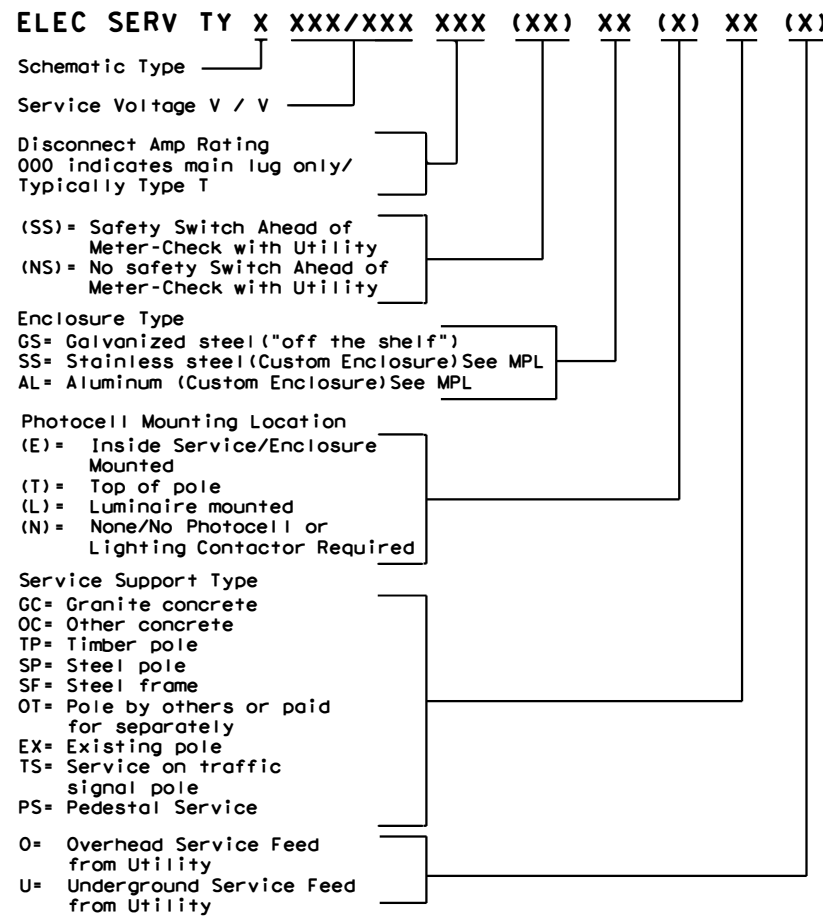 ELEC SERV TY X XXX/XXX XXX (XX) XX (X) XX (X)
Schematic Type
Service Voltage V / V
Disconnect Amp Rating
000 indicates main lug only/
Typically Type T
(SS)= Safety Switch Ahead of
Meter-Check with Utility
(NS)= No safety Switch Ahead of
Meter-Check with Utility
Enclosure Type
GS= Galvanized steel("off the shelf")
SS= Stainless steel(Custom Enclosure)See MPL
AL= Aluminum (Custom Enclosure)See MPL
Photocell Mounting Location
(E)= Inside Service/Enclosure
Mounted
(T)= Top of pole
(L)= Luminaire mounted
(N)= None/No Photocell or
Lighting Contactor Required
Service Support Type
GC= Granite concrete
OC= Other concrete
TP= Timber pole
SP= Steel pole
SF= Steel frame
OT= Pole by others or paid
for separately
EX= Existing pole
TS= Service on traffic
signal pole
PS= Pedestal Service
O= Overhead Service Feed
from Utility
U= Underground Service Feed
from Utility